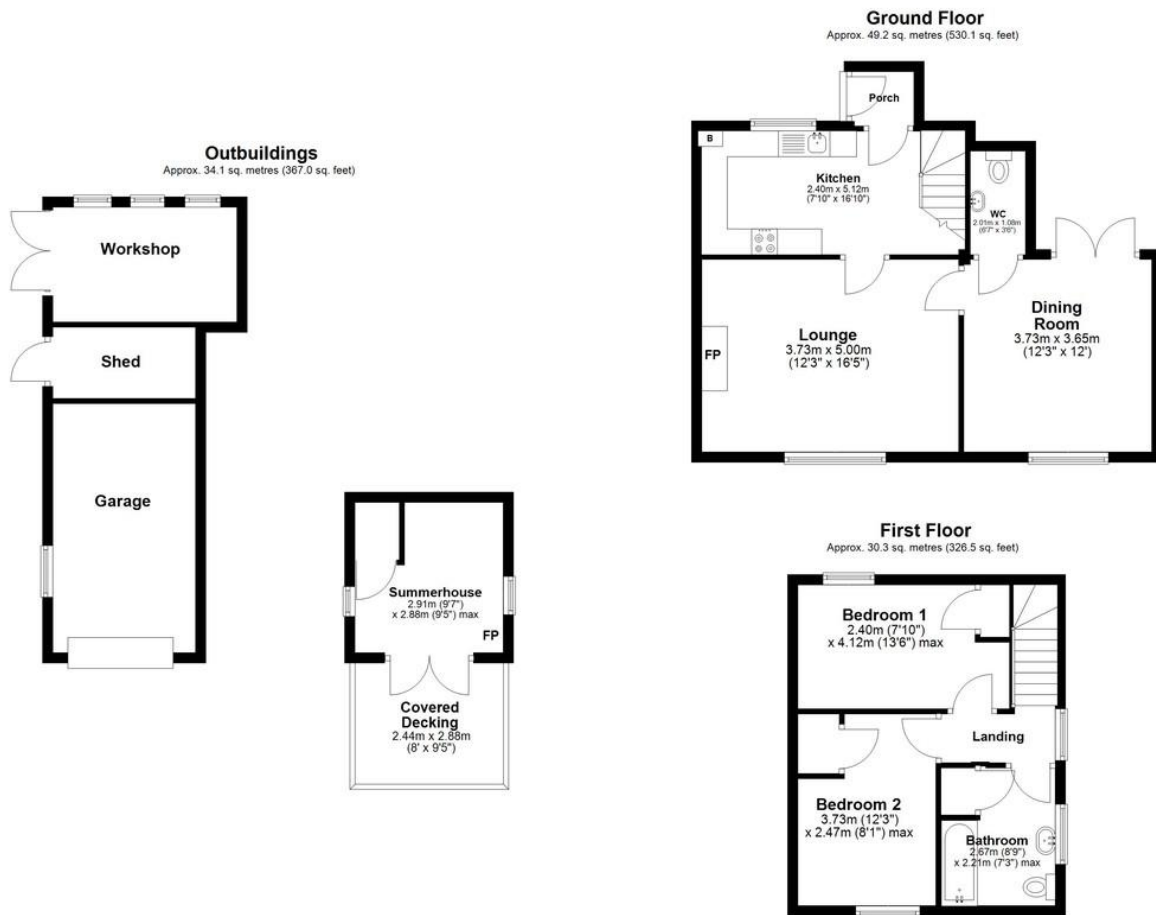 Outbuildings
Approx. 34.1 sq. metres (367.0 sq. feet)
Workshop
Shed
Garage
Summerhouse
2.91m (9'7")
x 2.88m (9'5") max
FP
Covered
Decking
2.44m x 2.88m
(8' x 9'5")
Ground Floor
Approx. 49.2 sq. metres (530.1 sq. feet)
Porch
B
Kitchen
2.40m x 5.12m
(7'10" x 16'10")
WC
2.01m x 1.08m
(6'7" x 3'6")
Lounge
3.73m x 5.00m
(12'3" x 16'5")
FP
Dining
Room
3.73m x 3.65m
(12'3" x 12')
First Floor
Approx. 30.3 sq. metres (326.5 sq. feet)
Bedroom 1
2.40m (7'10")
x 4.12m (13'6") max
Landing
Bedroom 2
3.73m (12'3")
x 2.47m (8'1") max
Bathroom
2.67m (8'9")
x 2.21m (7'3") max